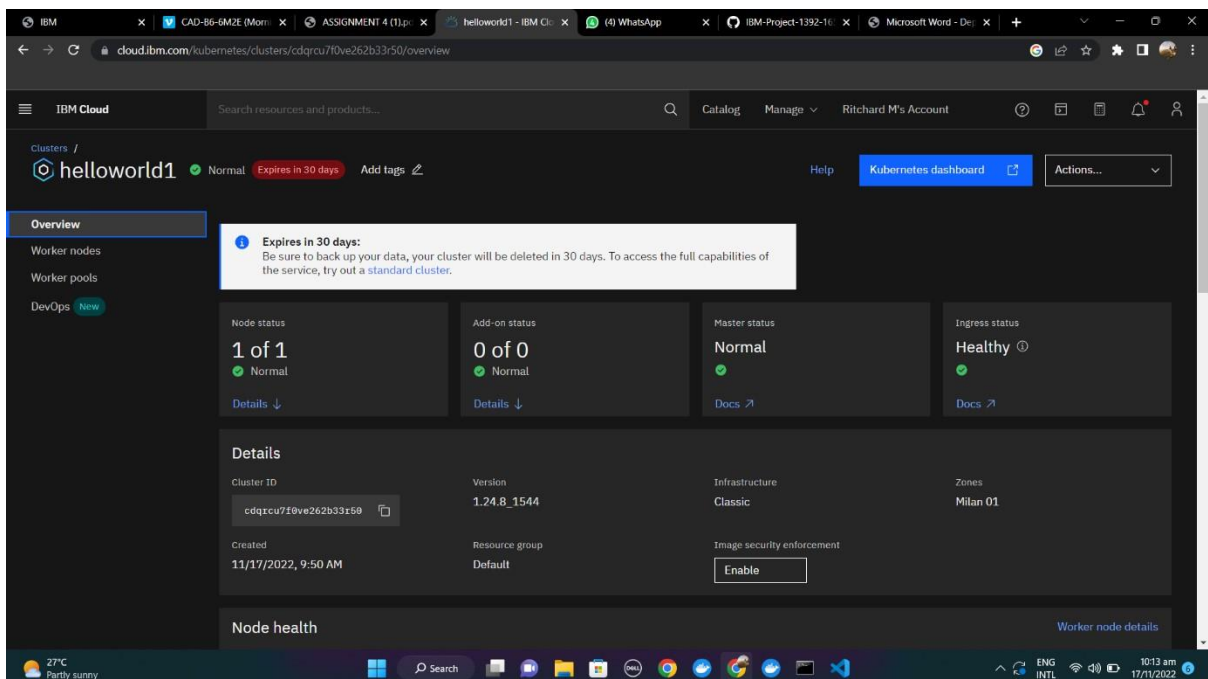 IBM
CAD-B6-6M2E (Morni
ASSIGNMENT 4 (1).pc
helloworld1 - IBM Clo
(4) WhatsApp
IBM-Project-1392-16
Microsoft Word - Dep
cloud.ibm.com/kubernetes/clusters/cdqrcu7f0ve262b33r50/overview
IBM Cloud
Search resources and products...
Catalog
Manage
Ritchard M's Account
Clusters /
helloworld1
Normal
Expires in 30 days
Add tags
Help
Kubernetes dashboard
Actions...
Overview
Worker nodes
Worker pools
DevOps
New
Expires in 30 days:
Be sure to back up your data, your cluster will be deleted in 30 days. To access the full capabilities of
the service, try out a standard cluster.
Node status
1 of 1
Normal
Details ↓
Add-on status
0 of 0
Normal
Details ↓
Master status
Normal
Docs ↗
Ingress status
Healthy
Docs ↗
Details
Cluster ID
cdqrcu7f0ve262b33r50
Version
1.24.8_1544
Infrastructure
Classic
Zones
Milan 01
Created
11/17/2022, 9:50 AM
Resource group
Default
Image security enforcement
Enable
Node health
Worker node details
27°C
Partly sunny
Search
DELL
ENG
INTL
10:13 am
17/11/2022
6